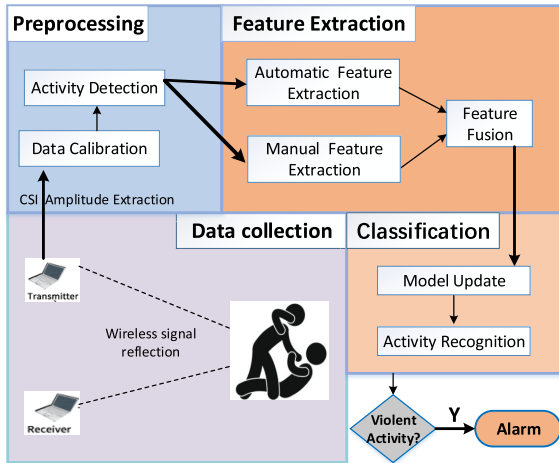 Preprocessing
Feature Extraction
Activity Detection
Data Calibration
CSI Amplitude Extraction
Automatic Feature
Extraction
Manual Feature
Extraction
Feature
Fusion
Data collection
Classification
Transmitter
Wireless signal
reflection
Receiver
Model Update
Activity Recognition
Violent
Activity?
Y
Alarm